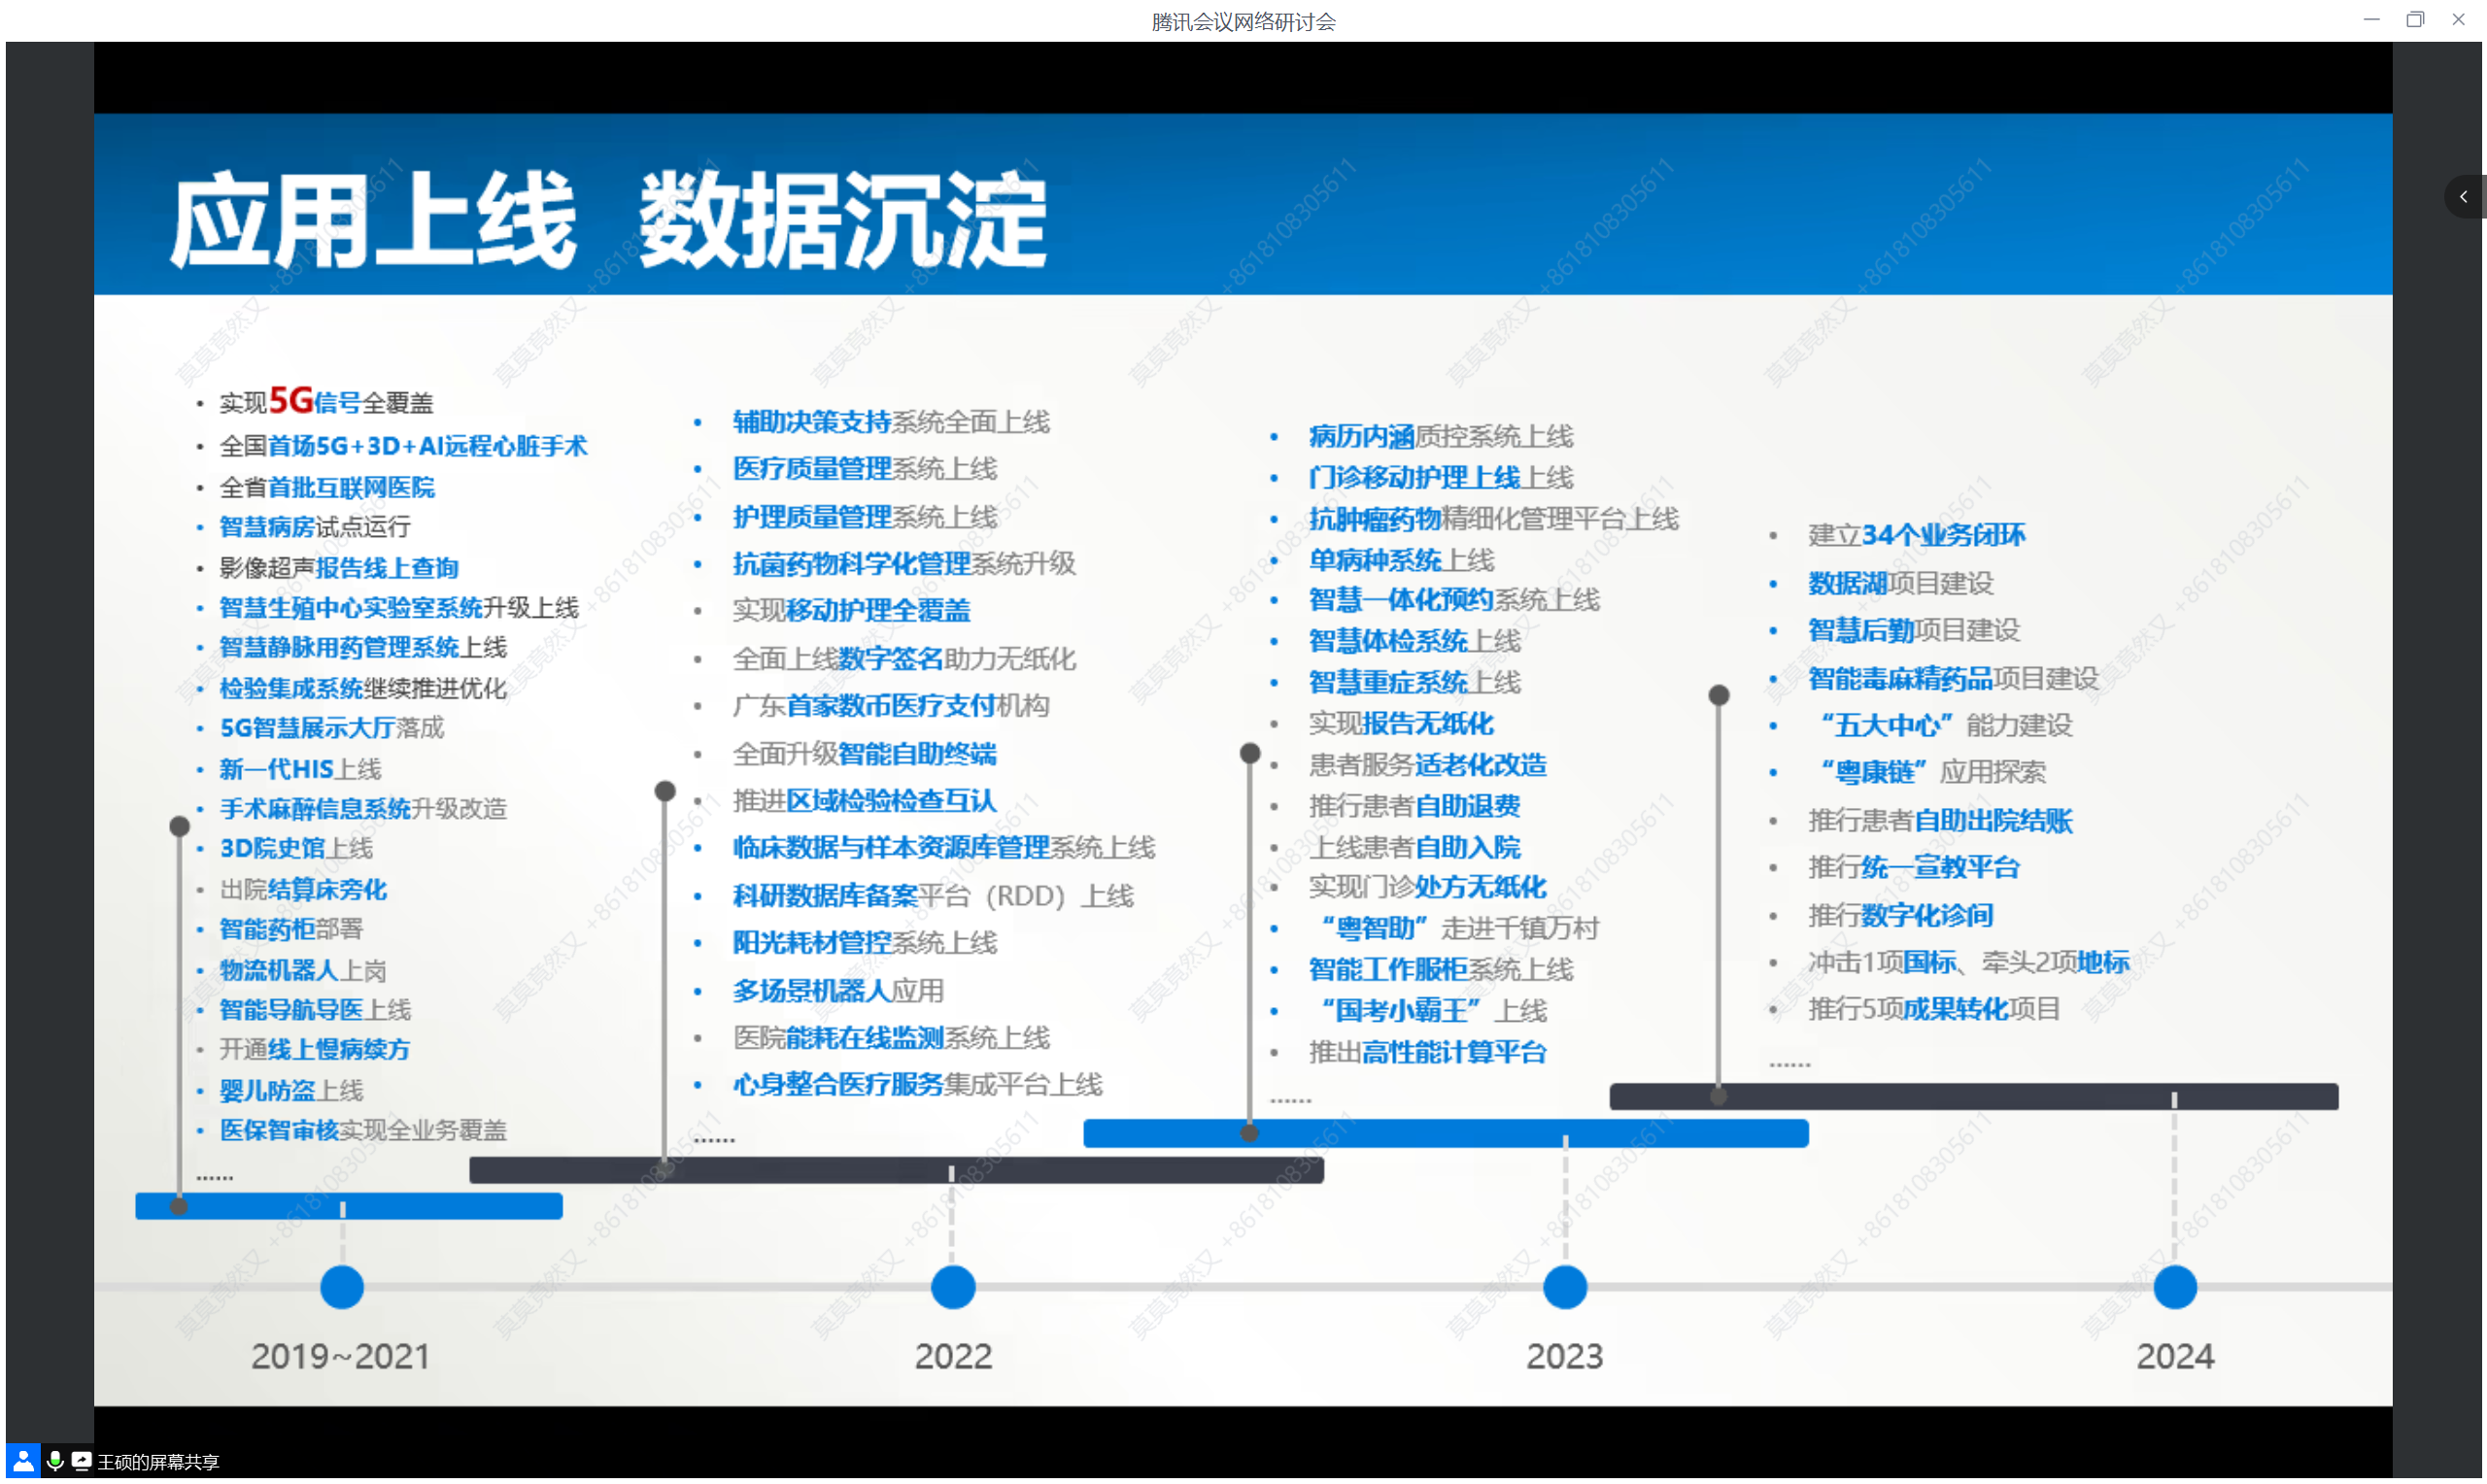 腾讯会议网络研讨会
应用上线 数据沉淀
• 实现5G信号全覆盖
• 全国首场5G+3D+AI远程心脏手术
• 全省首批互联网医院
• 智慧病房试点运行
• 影像超声报告线上查询
• 智慧生殖中心实验室系统升级上线
• 智慧静脉用药管理系统上线
• 检验集成系统继续推进优化
• 5G智慧展示大厅落成
• 新一代HIS上线
• 手术麻醉信息系统升级改造
• 3D院史馆上线
• 出院结算床旁化
• 智能药柜部署
• 物流机器人上岗
• 智能导航导医上线
• 开通线上慢病续方
• 婴儿防盗上线
• 医保智审核实现全业务覆盖
......
• 辅助决策支持系统全面上线
• 医疗质量管理系统上线
• 护理质量管理系统上线
• 抗菌药物科学化管理系统升级
• 实现移动护理全覆盖
• 全面上线数字签名助力无纸化
• 广东首家数币医疗支付机构
• 全面升级智能自助终端
• 推进区域检验检查互认
• 临床数据与样本资源库管理系统上线
• 科研数据库备案平台（RDD）上线
• 阳光耗材管控系统上线
• 多场景机器人应用
• 医院能耗在线监测系统上线
• 心身整合医疗服务集成平台上线
......
• 病历内涵质控系统上线
• 门诊移动护理上线上线
• 抗肿瘤药物精细化管理平台上线
• 单病种系统上线
• 智慧一体化预约系统上线
• 智慧体检系统上线
• 智慧重症系统上线
• 实现报告无纸化
• 患者服务适老化改造
• 推行患者自助退费
• 上线患者自助入院
• 实现门诊处方无纸化
• “粤智助”走进千镇万村
• 智能工作服柜系统上线
• “国考小霸王”上线
• 推出高性能计算平台
......
• 建立34个业务闭环
• 数据湖项目建设
• 智慧后勤项目建设
• 智能毒麻精药品项目建设
• “五大中心”能力建设
• “粤康链”应用探索
• 推行患者自助出院结账
• 推行统一宣教平台
• 推行数字化诊间
• 冲击1项国标、牵头2项地标
• 推行5项成果转化项目
......
2019~2021
2022
2023
2024
莫莫竟然又 +8618108305611
王硕的屏幕共享